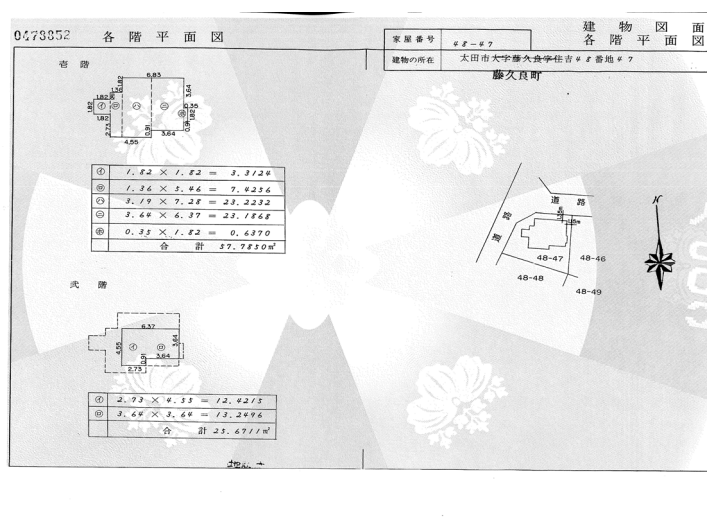 0478852
各階平面図
建物図面
各階平面図
家屋番号 48-47
建物の所在 太田市大字藤久良字住吉48番地47
藤久良町
壱階
6.83
1.82
1.36
1.82
1.82
イ ロ ハ ニ ホ
3.64
0.35
1.82
0.91
1.82
2.73
0.91
3.64
4.55
イ 1.82 × 1.82 = 3.3124
ロ 1.36 × 5.46 = 7.4256
ハ 3.19 × 7.28 = 23.2232
ニ 3.64 × 6.37 = 23.1868
ホ 0.35 × 1.82 = 0.6370
合計 57.7850㎡
道路
道路
N
48-47
48-46
48-48
48-49
弐階
6.37
4.55
イ ロ
3.64
0.91
3.64
2.73
イ 2.73 × 4.55 = 12.4215
ロ 3.64 × 3.64 = 13.2496
合計 25.6711㎡